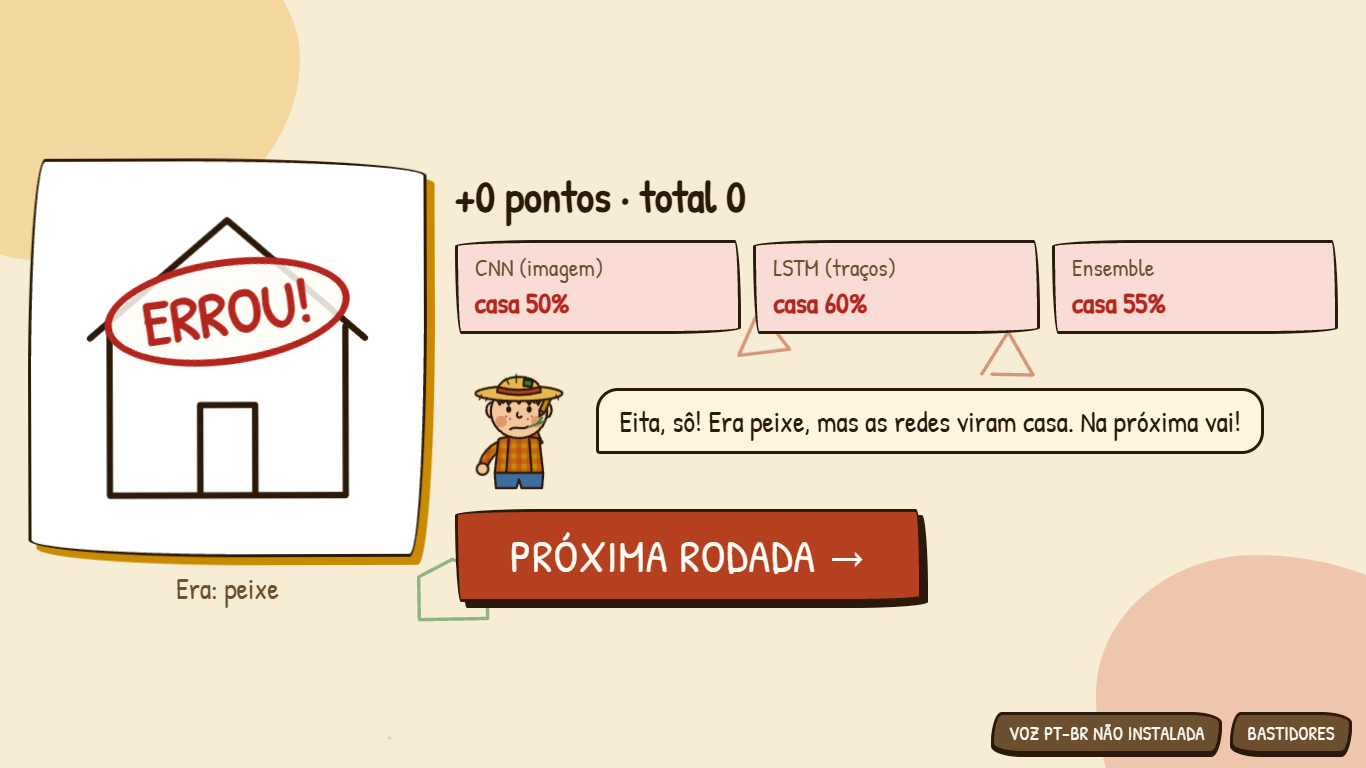 ERROU!
Era: peixe
+0 pontos · total 0
CNN (imagem)
casa 50%
LSTM (traços)
casa 60%
Ensemble
casa 55%
Eita, sô! Era peixe, mas as redes viram casa. Na próxima vai!
PRÓXIMA RODADA →
VOZ PT-BR NÃO INSTALADA
BASTIDORES